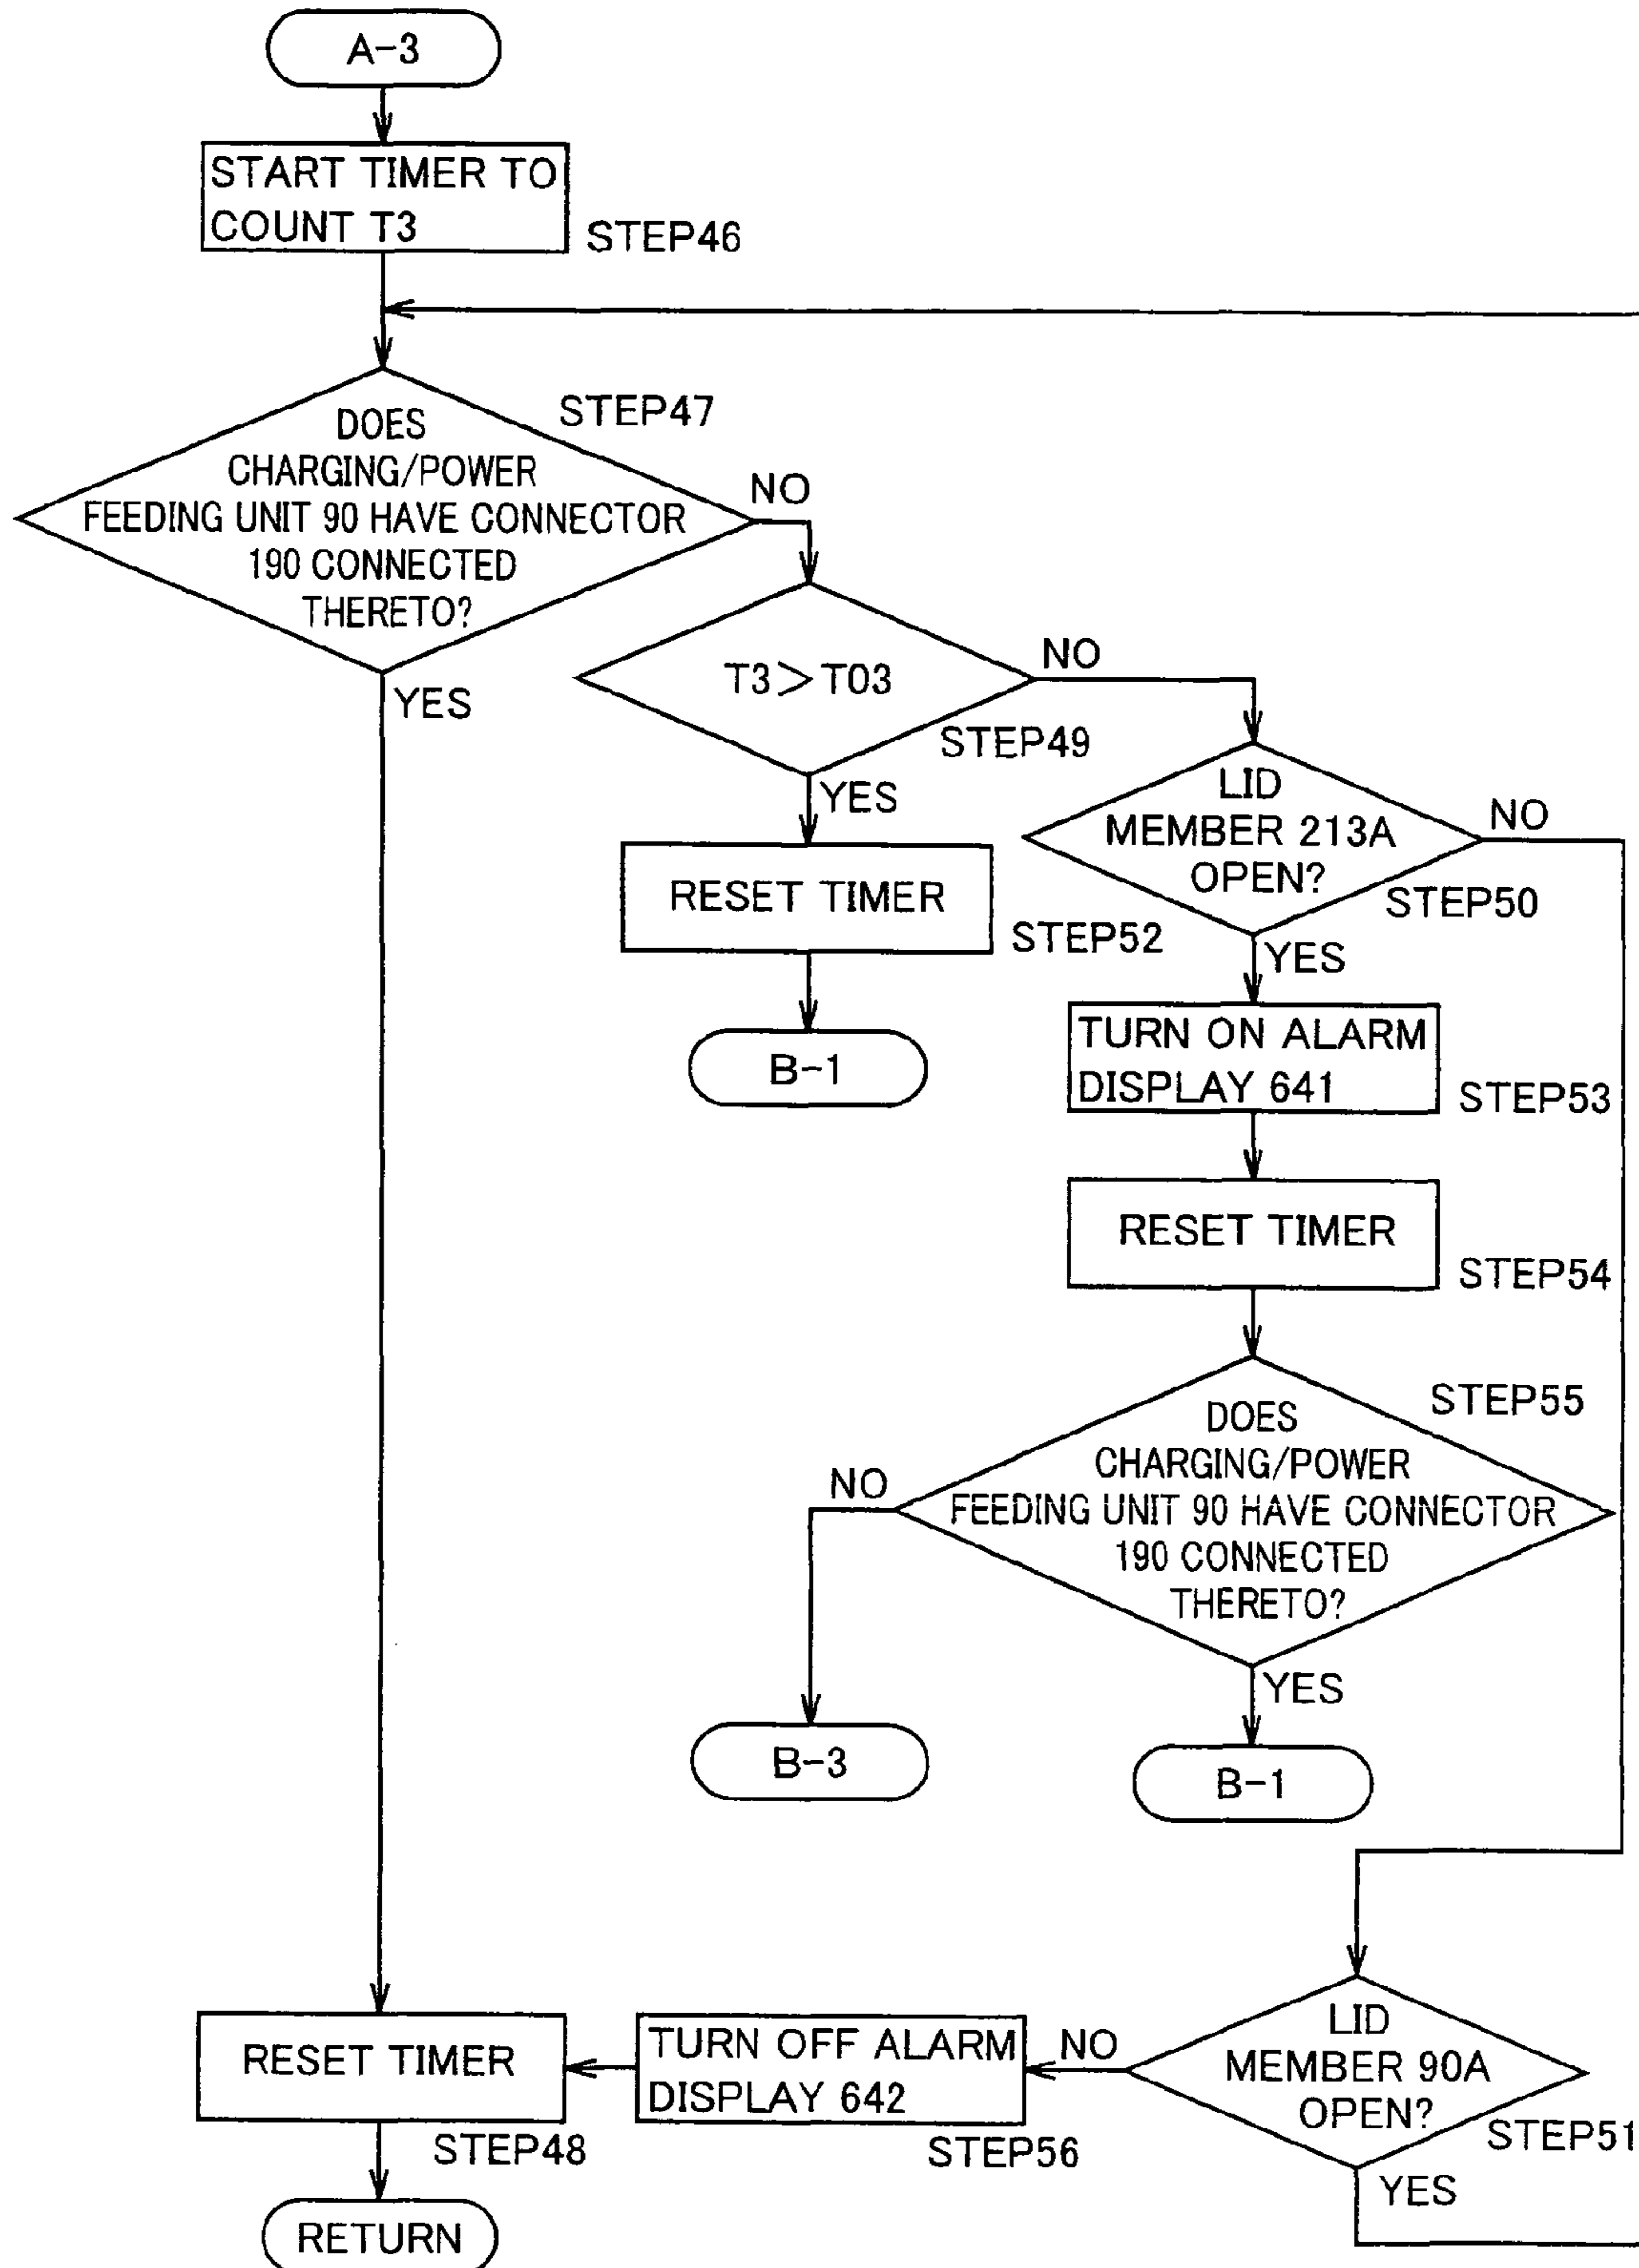 A-3
START TIMER TO
COUNT T3
STEP46
STEP47
DOES
CHARGING/POWER
FEEDING UNIT 90 HAVE CONNECTOR
190 CONNECTED
THERETO?
NO
YES
T3>T03
NO
STEP49
YES
LID
MEMBER 213A
OPEN?
NO
STEP50
YES
RESET TIMER
STEP52
B-1
TURN ON ALARM
DISPLAY 641
STEP53
RESET TIMER
STEP54
STEP55
DOES
CHARGING/POWER
FEEDING UNIT 90 HAVE CONNECTOR
190 CONNECTED
THERETO?
NO
YES
B-3
B-1
LID
MEMBER 90A
OPEN?
NO
STEP51
YES
TURN OFF ALARM
DISPLAY 642
STEP56
RESET TIMER
STEP48
RETURN